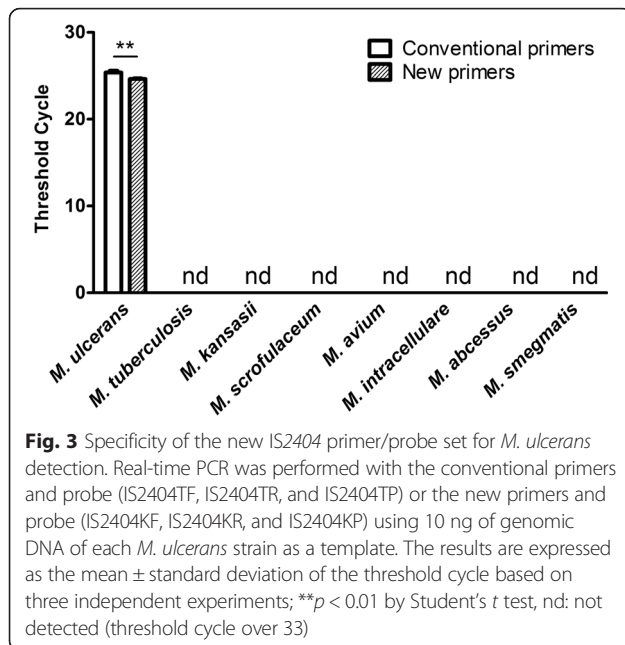 30
20
10
0
Threshold Cycle
**
Conventional primers
New primers
nd nd nd nd nd nd nd
M. ulcerans
M. tuberculosis
M. kansasii
M. scrofulaceum
M. avium
M. intracellulare
M. abcessus
M. smegmatis
Fig. 3 Specificity of the new IS2404 primer/probe set for M. ulcerans
detection. Real-time PCR was performed with the conventional primers
and probe (IS2404TF, IS2404TR, and IS2404TP) or the new primers and
probe (IS2404KF, IS2404KR, and IS2404KP) using 10 ng of genomic
DNA of each M. ulcerans strain as a template. The results are expressed
as the mean ± standard deviation of the threshold cycle based on
three independent experiments; **p < 0.01 by Student's t test, nd: not
detected (threshold cycle over 33)